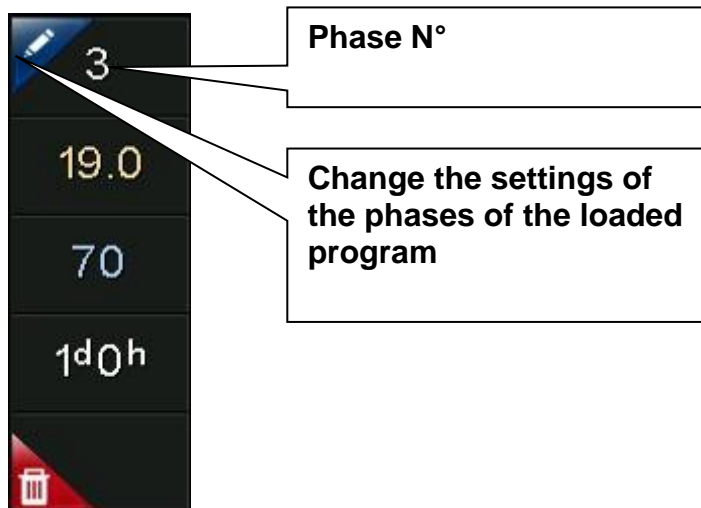 3
Phase N°
19.0
Change the settings of
the phases of the loaded
program
70
1d0h